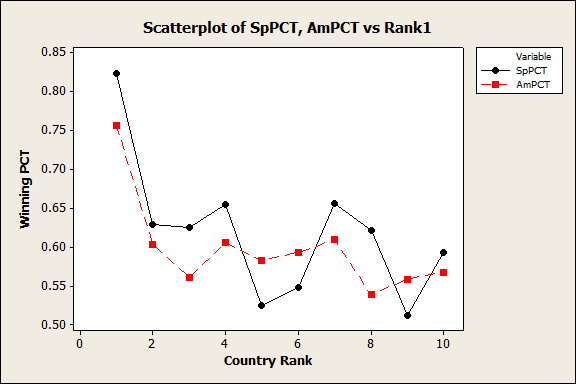 Scatterplot of SpPCT, AmPCT vs Rank1
Variable
SpPCT
AmPCT
Winning PCT
0.85
0.80
0.75
0.70
0.65
0.60
0.55
0.50
0 2 4 6 8 10
Country Rank